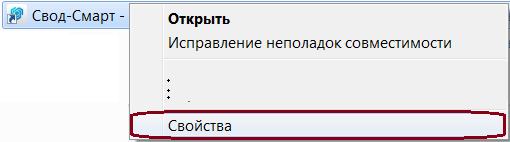 Свод-Смарт -
Открыть
Исправление неполадок совместимости
Свойства